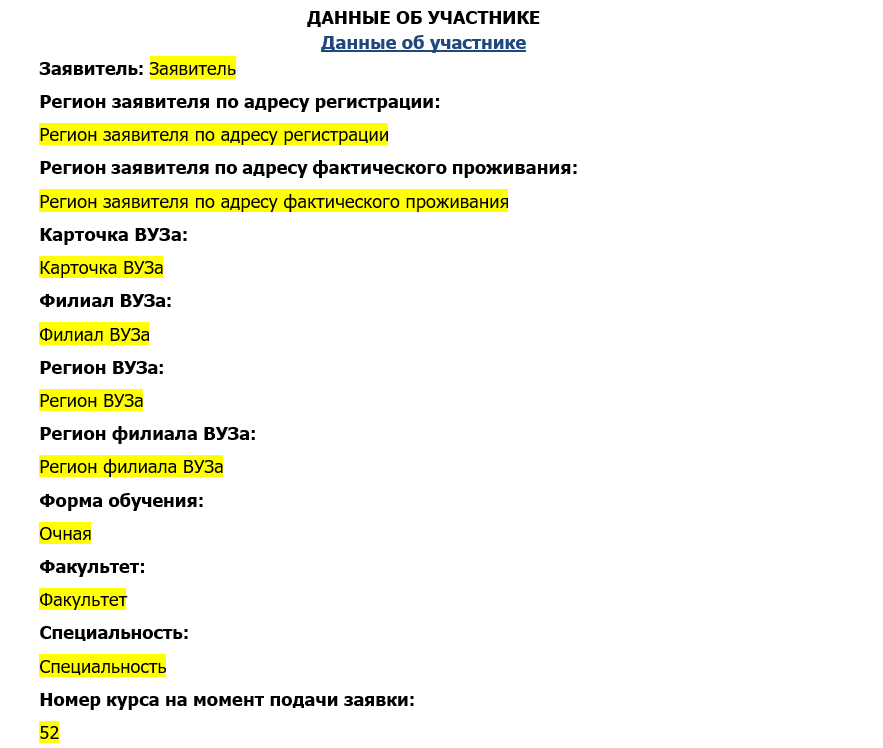 ДАННЫЕ ОБ УЧАСТНИКЕ
Данные об участнике
Заявитель: Заявитель
Регион заявителя по адресу регистрации:
Регион заявителя по адресу регистрации
Регион заявителя по адресу фактического проживания:
Регион заявителя по адресу фактического проживания
Карточка ВУЗа:
Карточка ВУЗа
Филиал ВУЗа:
Филиал ВУЗа
Регион ВУЗа:
Регион ВУЗа
Регион филиала ВУЗа:
Регион филиала ВУЗа
Форма обучения:
Очная
Факультет:
Факультет
Специальность:
Специальность
Номер курса на момент подачи заявки:
52